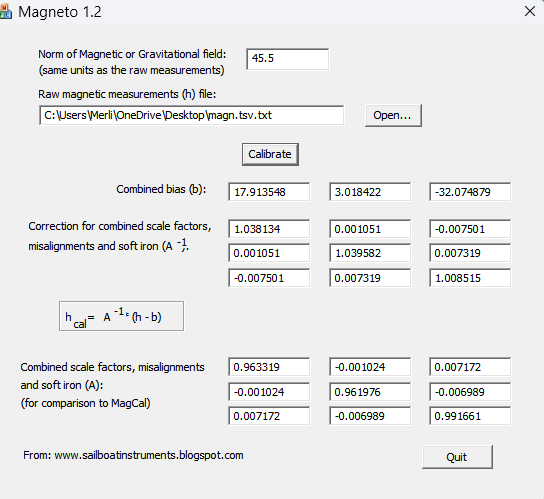 Magneto 1.2
Norm of Magnetic or Gravitational field: 45.5
(same units as the raw measurements)
Raw magnetic measurements (h) file:
C:\Users\Merli\OneDrive\Desktop\magn.tsv.txt Open...
Calibrate
Combined bias (b): 17.913548 3.018422 -32.074879
Correction for combined scale factors, 1.038134 0.001051 -0.007501
misalignments and soft iron (A -1): 0.001051 1.039582 0.007319
-0.007501 0.007319 1.008515
h cal = A -1 * (h - b)
Combined scale factors, misalignments 0.963319 -0.001024 0.007172
and soft iron (A): -0.001024 0.961976 -0.006989
(for comparison to MagCal) 0.007172 -0.006989 0.991661
From: www.sailboatinstruments.blogspot.com Quit